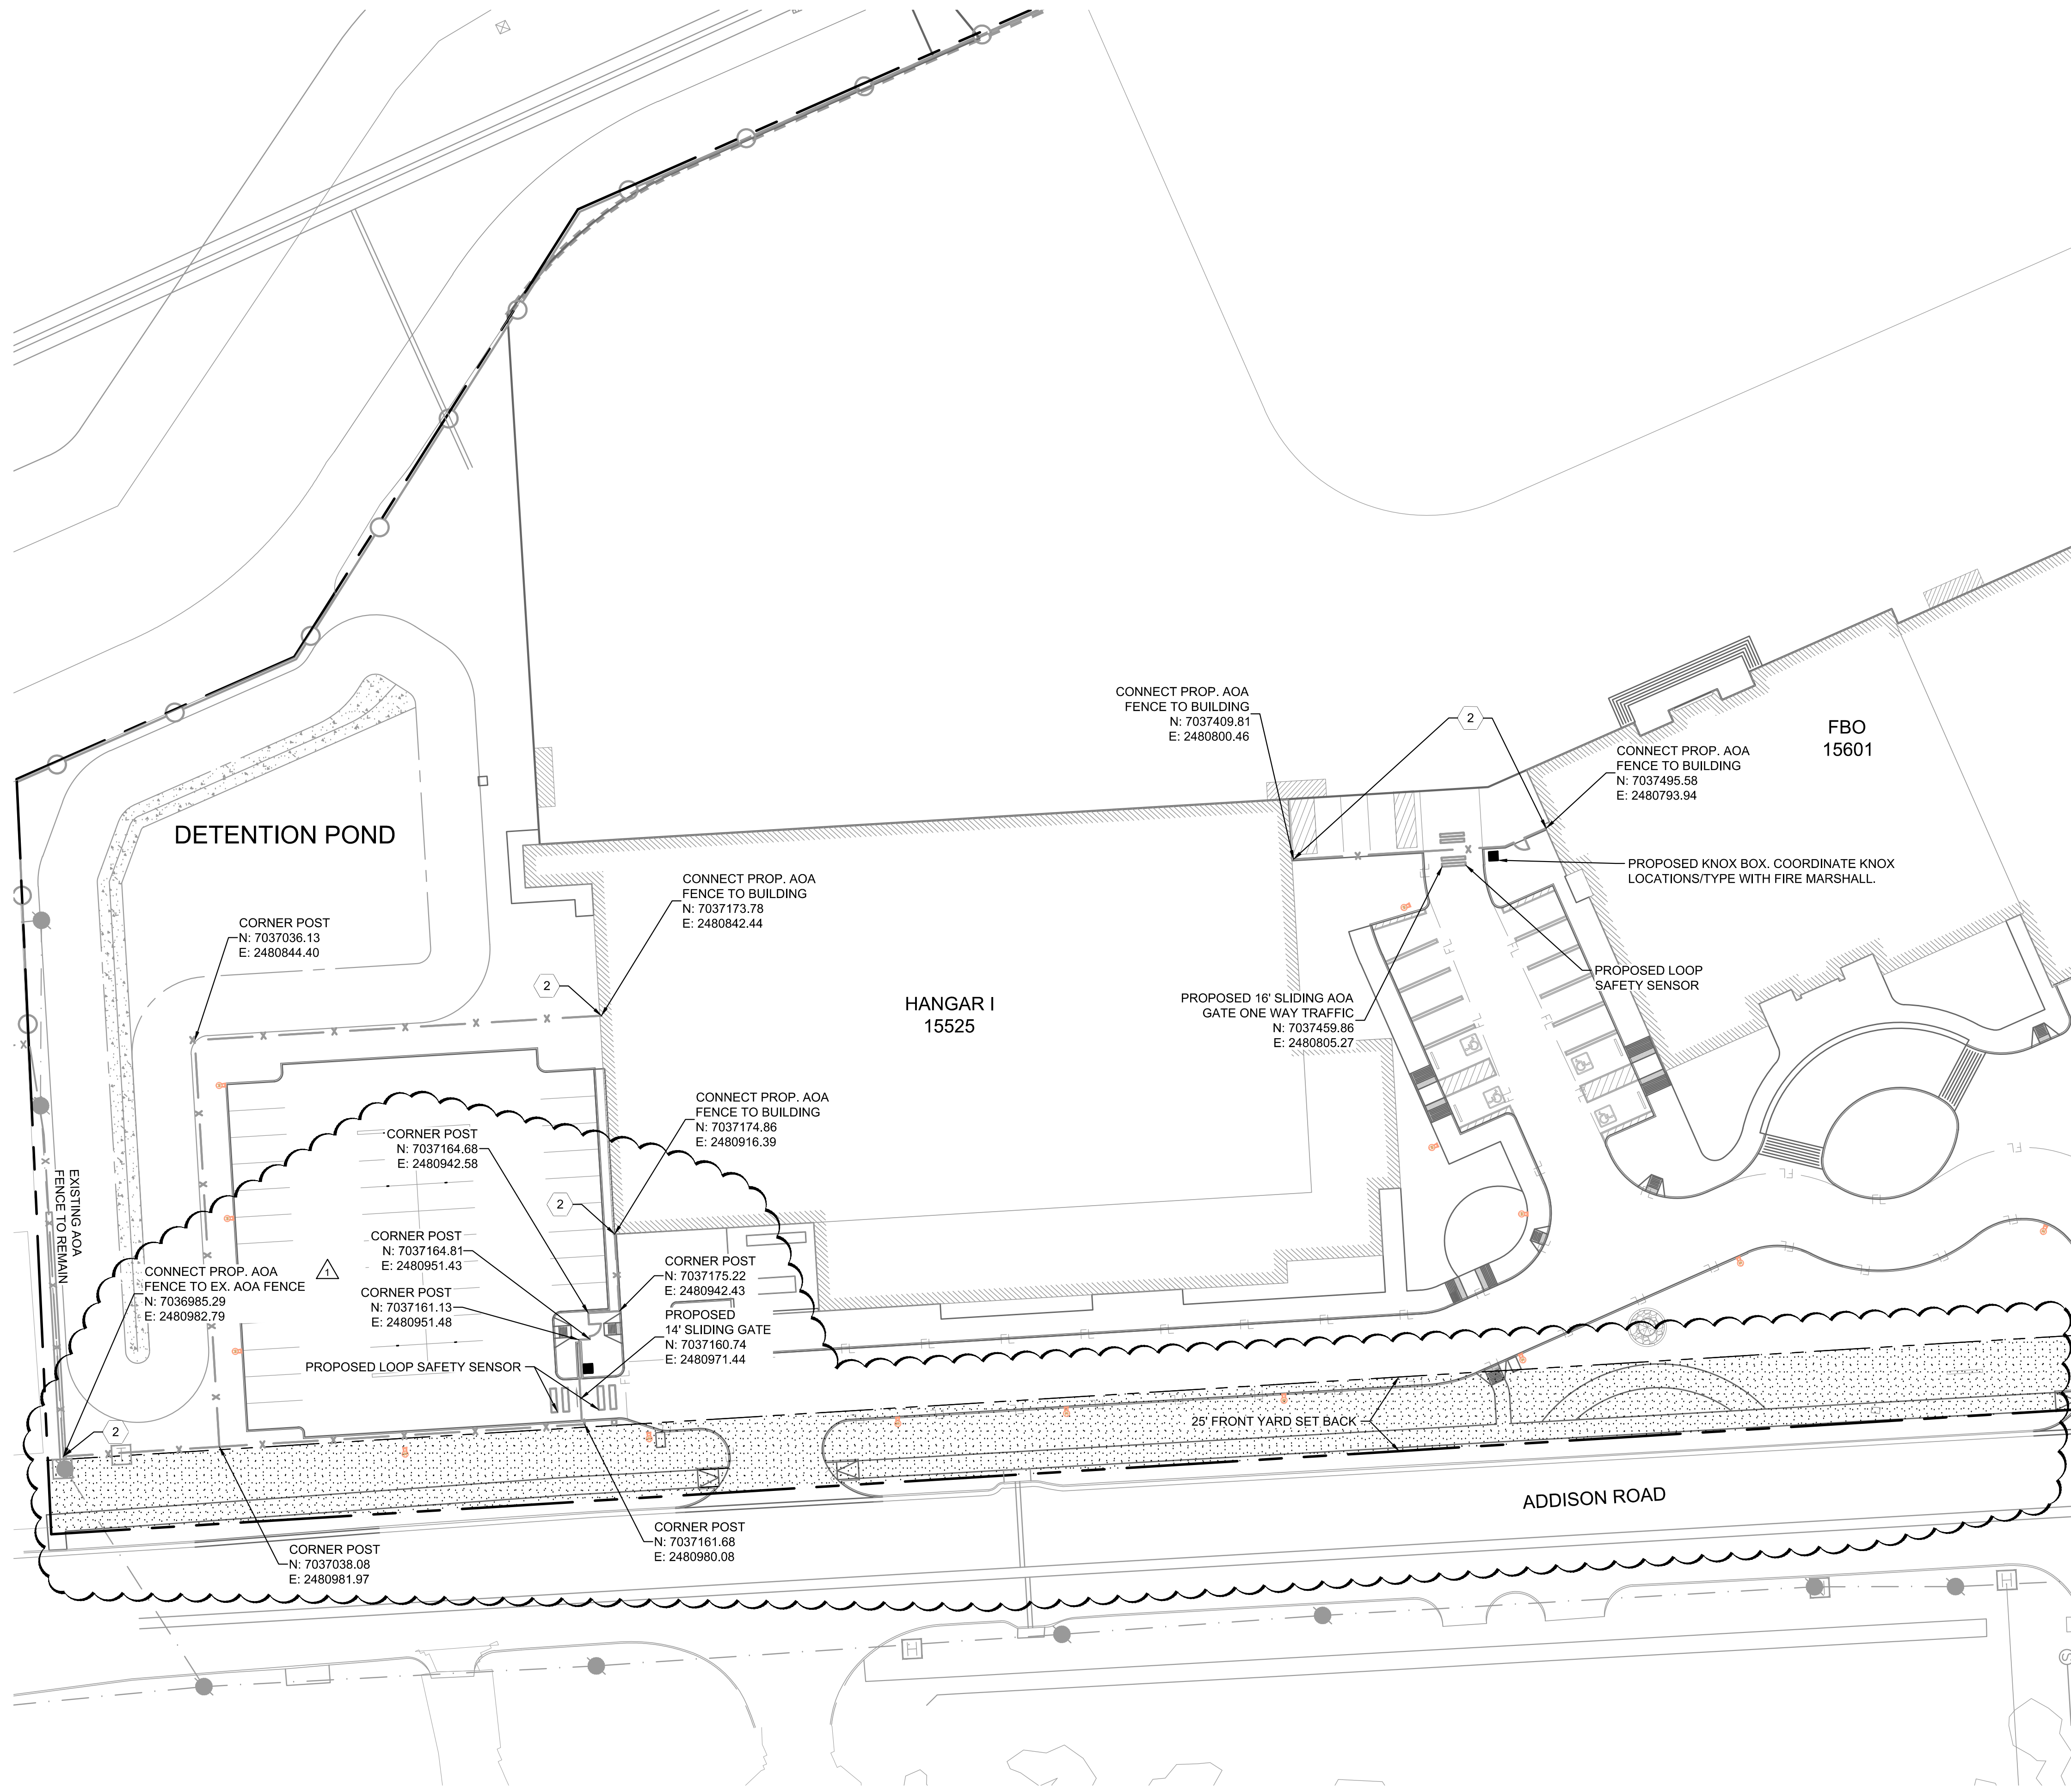 CONNECT PROP. AOA
FENCE TO BUILDING
N: 7037409.81
E: 2480800.46
2
FBO
15601
CONNECT PROP. AOA
FENCE TO BUILDING
N: 7037495.58
E: 2480793.94
DETENTION POND
PROPOSED KNOX BOX. COORDINATE KNOX
LOCATIONS/TYPE WITH FIRE MARSHALL.
CONNECT PROP. AOA
FENCE TO BUILDING
N: 7037173.78
E: 2480842.44
CORNER POST
N: 7037036.13
E: 2480844.40
2
HANGAR I
15525
PROPOSED LOOP
SAFETY SENSOR
PROPOSED 16' SLIDING AOA
GATE ONE WAY TRAFFIC
N: 7037459.86
E: 2480805.27
CONNECT PROP. AOA
FENCE TO BUILDING
N: 7037174.86
E: 2480916.39
CORNER POST
N: 7037164.68
E: 2480942.58
2
EXISTING AOA
FENCE TO REMAIN
CORNER POST
N: 7037164.81
E: 2480951.43
CONNECT PROP. AOA
FENCE TO EX. AOA FENCE
N: 7036985.29
E: 2480982.79
1
CORNER POST
N: 7037175.22
E: 2480942.43
CORNER POST
N: 7037161.13
E: 2480951.48
PROPOSED
14' SLIDING GATE
N: 7037160.74
E: 2480971.44
PROPOSED LOOP SAFETY SENSOR
2
25' FRONT YARD SET BACK
ADDISON ROAD
CORNER POST
N: 7037161.68
E: 2480980.08
CORNER POST
N: 7037038.08
E: 2480981.97
FL
FL
FL
FL
FL
FL
FL
FL
H
H
S